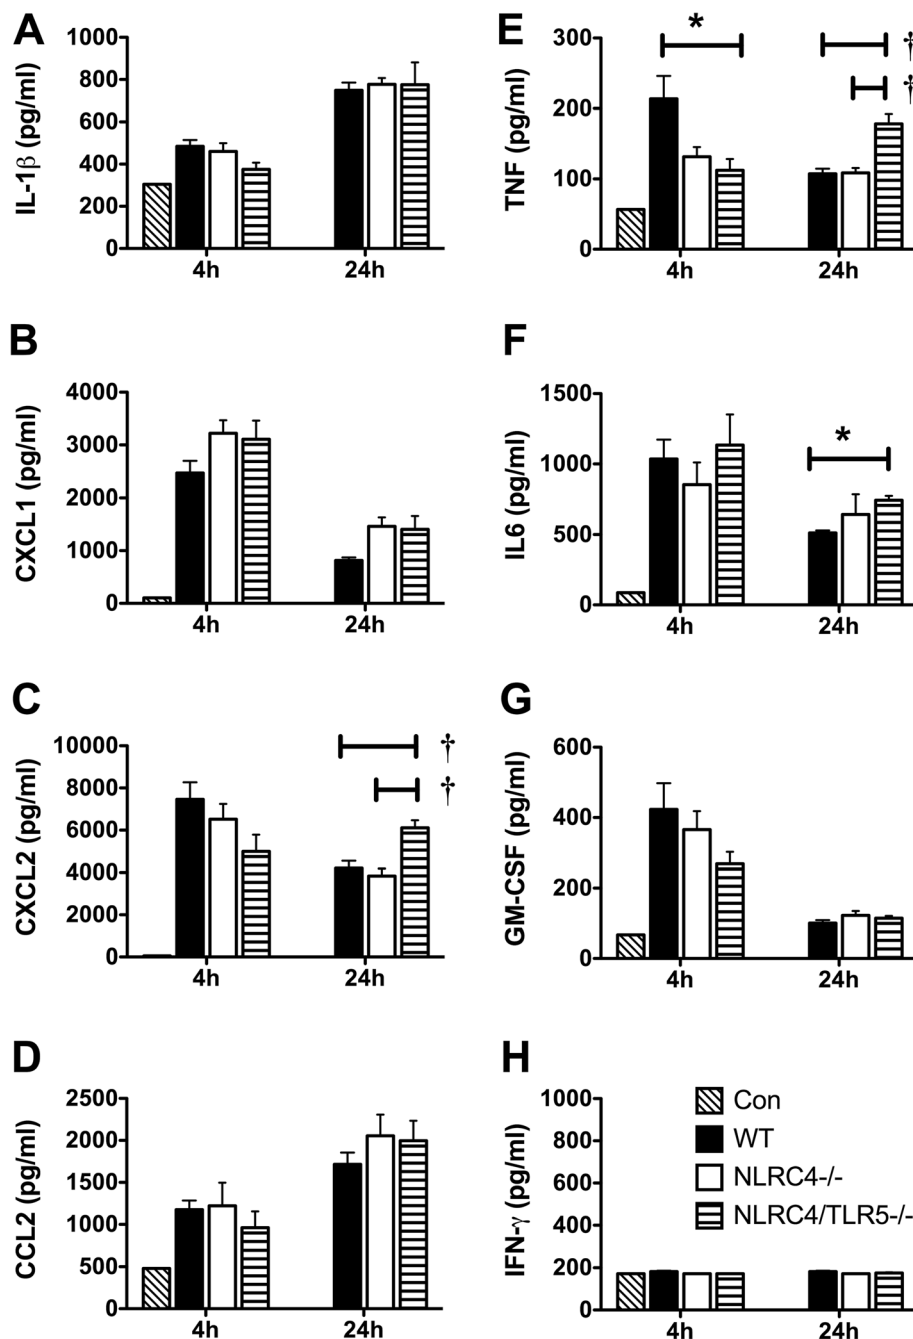 A
IL-1β (pg/ml)
1000
800
600
400
200
0
4h
24h
B
CXCL1 (pg/ml)
4000
3000
2000
1000
0
4h
24h
C
CXCL2 (pg/ml)
10000
8000
6000
4000
2000
0
†
†
4h
24h
D
CCL2 (pg/ml)
2500
2000
1500
1000
500
0
4h
24h
E
TNF (pg/ml)
300
200
100
0
*
†
†
4h
24h
F
IL6 (pg/ml)
1500
1000
500
0
*
4h
24h
G
GM-CSF (pg/ml)
600
400
200
0
4h
24h
H
IFN-γ (pg/ml)
1000
800
600
400
200
0
Con
WT
NLRC4-/-
NLRC4/TLR5-/-
4h
24h